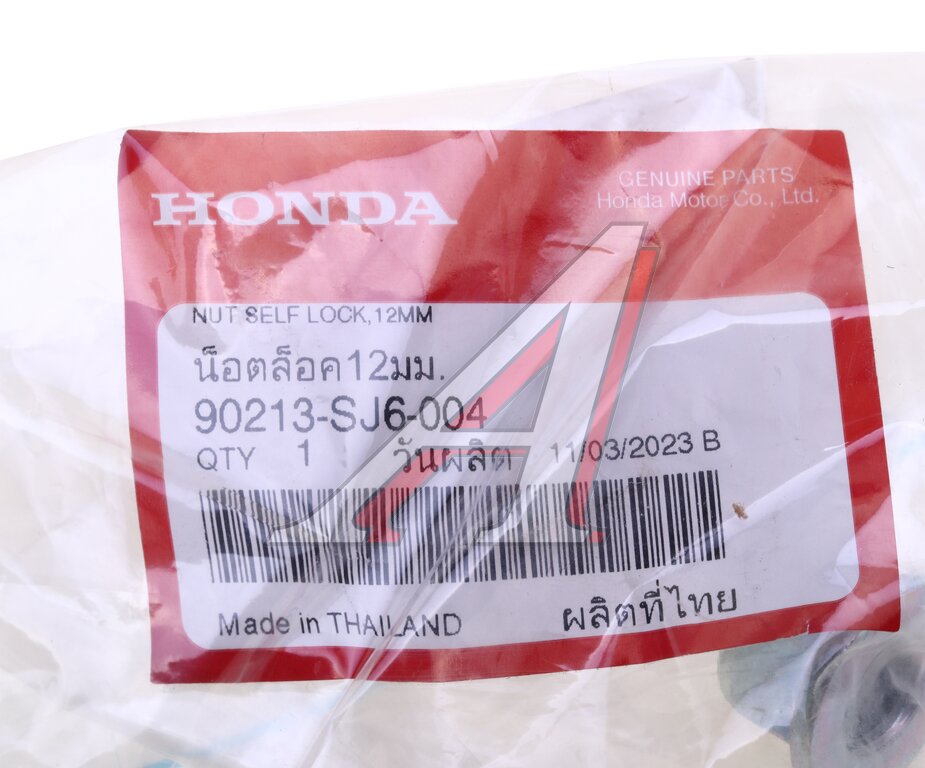 HONDA
GENUINE PARTS
Honda Motor Co., Ltd.
NUT SELF LOCK,12MM
น็อตล็อค12มม.
90213-SJ6-004
QTY 1 วันผลิต 11/03/2023 B
Made in THAILAND ผลิตที่ไทย